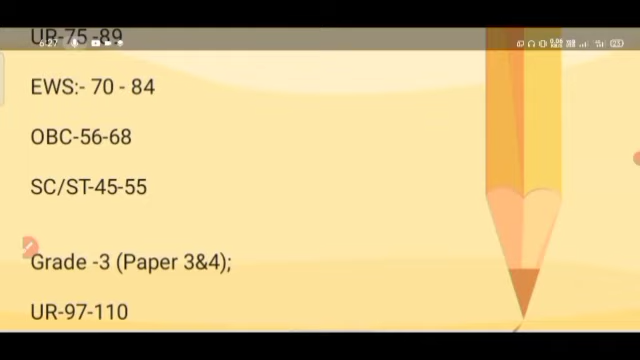 UR-75 -89
EWS:- 70 - 84
OBC-56-68
SC/ST-45-55
Grade -3 (Paper 3&4);
UR-97-110